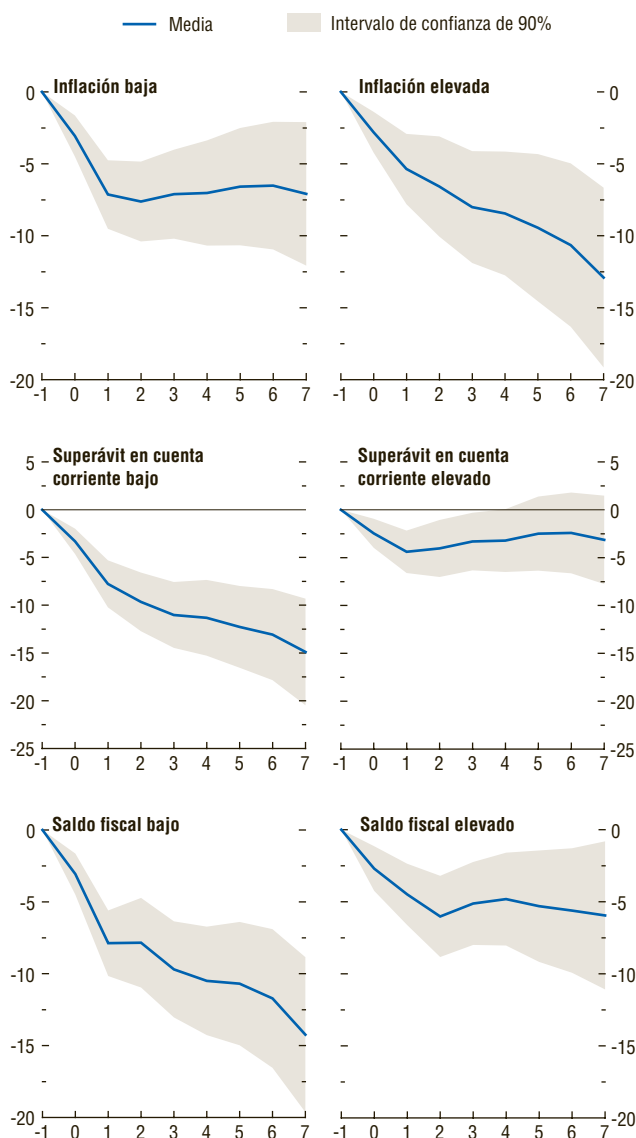 Media
Intervalo de confianza de 90%
Inflación baja
0
-5
-10
-15
-20
-1 0 1 2 3 4 5 6 7
Inflación elevada
0
-5
-10
-15
-20
-1 0 1 2 3 4 5 6 7
Superávit en cuenta
corriente bajo
5
0
-5
-10
-15
-20
-25
-1 0 1 2 3 4 5 6 7
Superávit en cuenta
corriente elevado
5
0
-5
-10
-15
-20
-25
-1 0 1 2 3 4 5 6 7
Saldo fiscal bajo
0
-5
-10
-15
-20
-1 0 1 2 3 4 5 6 7
Saldo fiscal elevado
0
-5
-10
-15
-20
-1 0 1 2 3 4 5 6 7